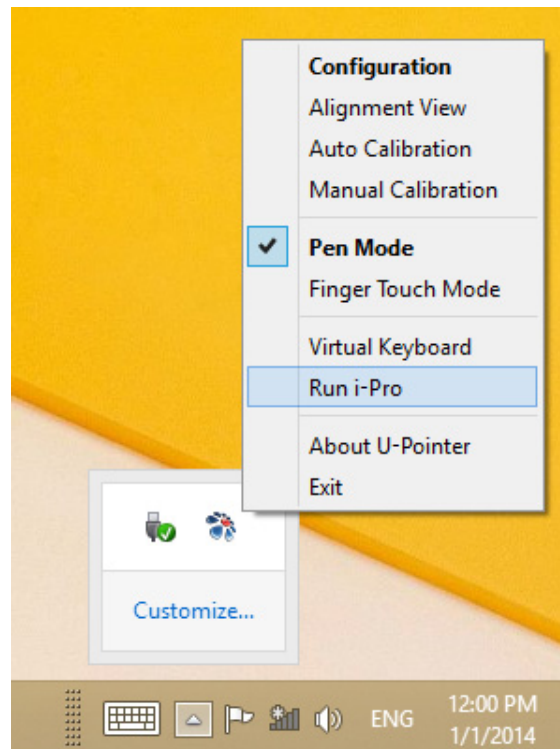 Configuration
Alignment View
Auto Calibration
Manual Calibration
Pen Mode
Finger Touch Mode
Virtual Keyboard
Run i-Pro
About U-Pointer
Exit
Customize...
ENG
12:00 PM
1/1/2014